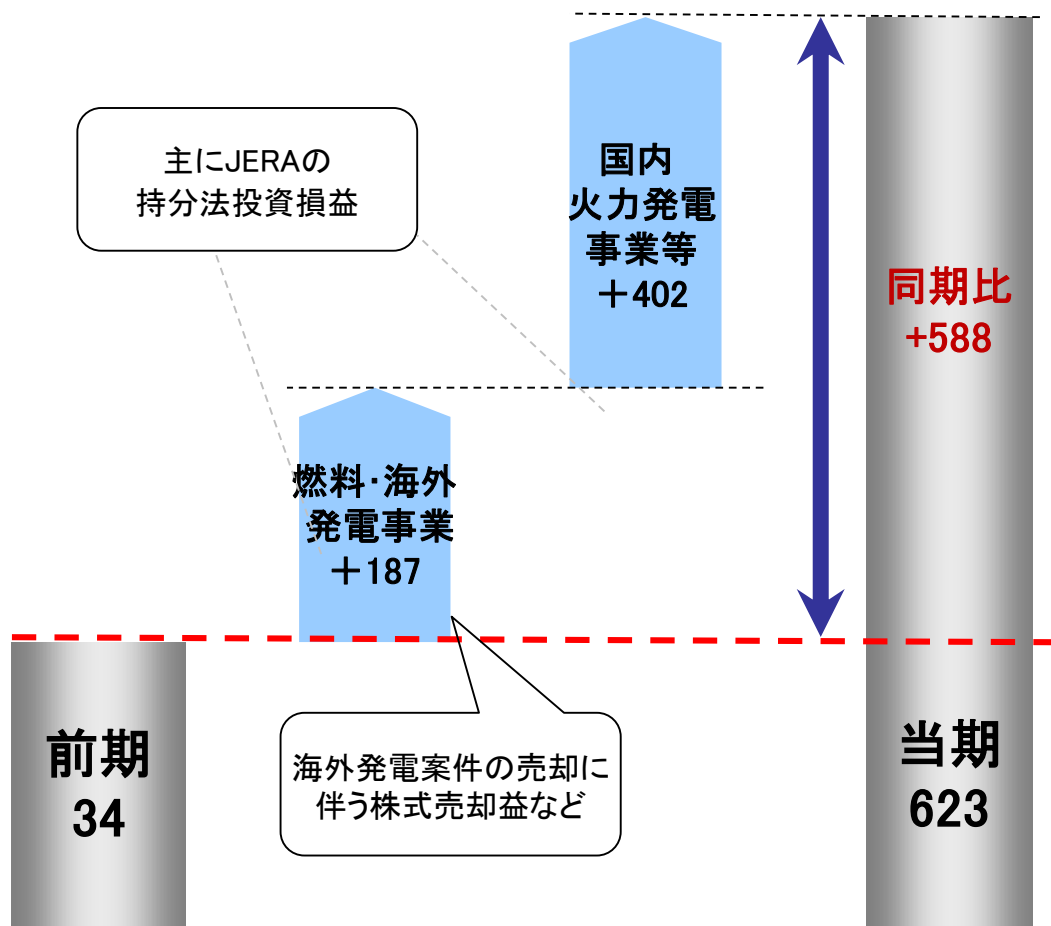 主にJERAの
持分法投資損益
国内
火力発電
事業等
＋402
同期比
+588
燃料･海外
発電事業
＋187
前期
34
海外発電案件の売却に
伴う株式売却益など
当期
623